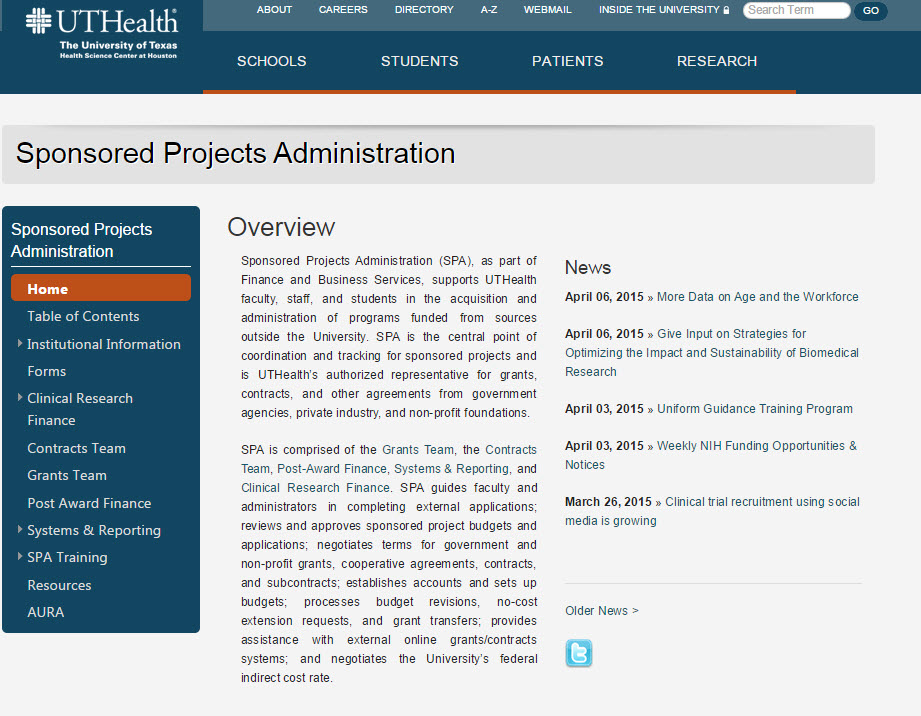 UTHealth®
The University of Texas
Health Science Center at Houston
ABOUT CAREERS DIRECTORY A-Z WEBMAIL INSIDE THE UNIVERSITY Search Term GO
SCHOOLS STUDENTS PATIENTS RESEARCH
Sponsored Projects Administration
Sponsored Projects
Administration
Home
Table of Contents
Institutional Information
Forms
Clinical Research
Finance
Contracts Team
Grants Team
Post Award Finance
Systems & Reporting
SPA Training
Resources
AURA
Overview
Sponsored Projects Administration (SPA), as part of
Finance and Business Services, supports UTHealth
faculty, staff, and students in the acquisition and
administration of programs funded from sources
outside the University. SPA is the central point of
coordination and tracking for sponsored projects and
is UTHealth's authorized representative for grants,
contracts, and other agreements from government
agencies, private industry, and non-profit foundations.
SPA is comprised of the Grants Team, the Contracts
Team, Post-Award Finance, Systems & Reporting, and
Clinical Research Finance. SPA guides faculty and
administrators in completing external applications;
reviews and approves sponsored project budgets and
applications; negotiates terms for government and
non-profit grants, cooperative agreements, contracts,
and subcontracts; establishes accounts and sets up
budgets; processes budget revisions, no-cost
extension requests, and grant transfers; provides
assistance with external online grants/contracts
systems; and negotiates the University's federal
indirect cost rate.
News
April 06, 2015 » More Data on Age and the Workforce
April 06, 2015 » Give Input on Strategies for
Optimizing the Impact and Sustainability of Biomedical
Research
April 03, 2015 » Uniform Guidance Training Program
April 03, 2015 » Weekly NIH Funding Opportunities &
Notices
March 26, 2015 » Clinical trial recruitment using social
media is growing
Older News >